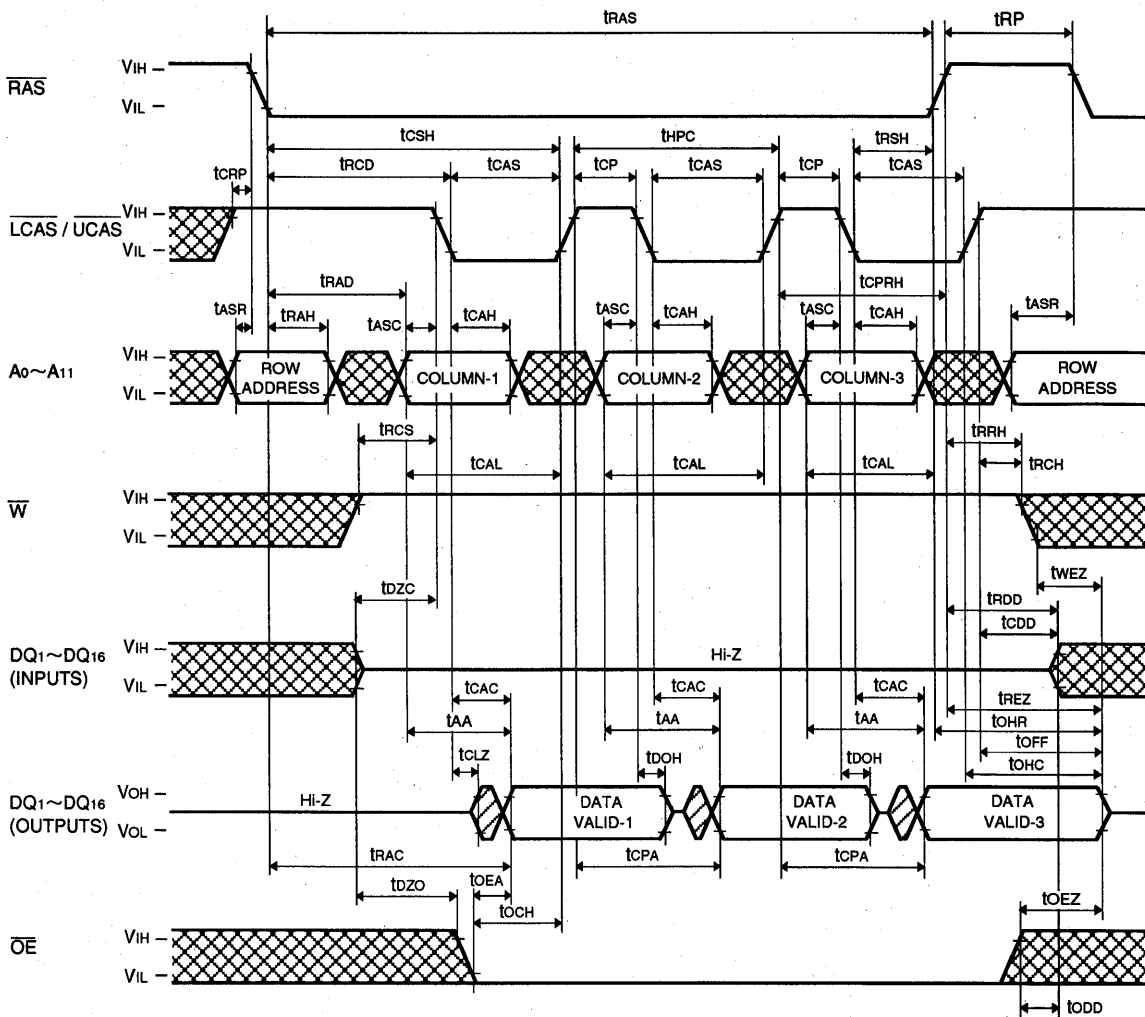 tRAS
tRP
RAS
VIH
VIL
tCSH
tHPC
tRSH
tRCD
tCAS
tCP
tCAS
tCP
tCAS
tCRP
LCAS / UCAS
VIH
VIL
tRAD
tCPRH
tASR
tRAH
tASC
tCAH
tASC
tCAH
tASC
tCAH
tASR
A0~A11
VIH
VIL
ROW ADDRESS
COLUMN-1
COLUMN-2
COLUMN-3
ROW ADDRESS
tRCS
tRRH
tCAL
tCAL
tCAL
tRCH
W
VIH
VIL
tWEZ
tDZC
tRDD
tCDD
DQ1~DQ16
(INPUTS)
VIH
VIL
Hi-Z
tCAC
tCAC
tCAC
tREZ
tAA
tAA
tAA
tOHR
tCLZ
tDOH
tDOH
tOFF
tOHC
DQ1~DQ16
(OUTPUTS)
VOH
VOL
Hi-Z
DATA VALID-1
DATA VALID-2
DATA VALID-3
tRAC
tCPA
tCPA
tDZO
tOEA
tOEZ
tOCH
OE
VIH
VIL
tODD